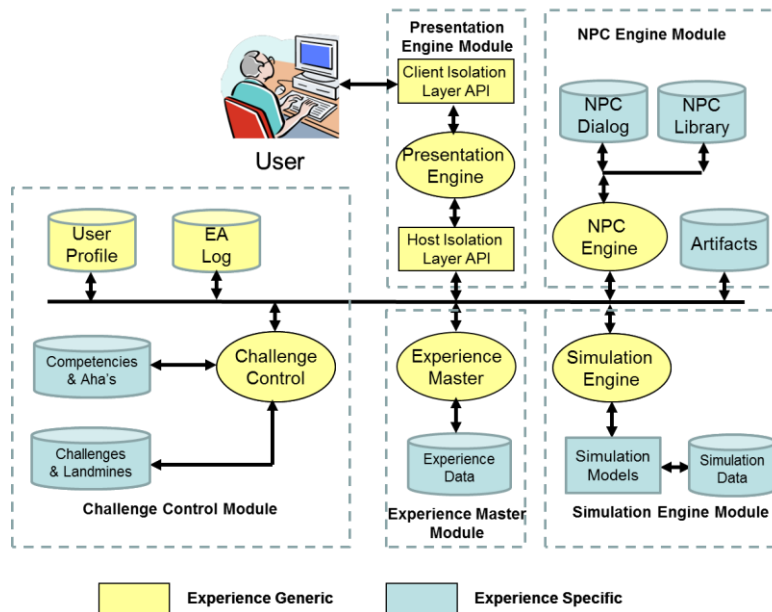 Presentation
Engine Module
NPC Engine Module
Client Isolation
Layer API
NPC
Dialog
NPC
Library
User
Presentation
Engine
User
Profile
EA
Log
Host Isolation
Layer API
NPC
Engine
Artifacts
Competencies
& Aha's
Challenge
Control
Experience
Master
Simulation
Engine
Challenges
& Landmines
Experience
Data
Simulation
Models
Simulation
Data
Challenge Control Module
Experience Master
Module
Simulation Engine Module
Experience Generic
Experience Specific